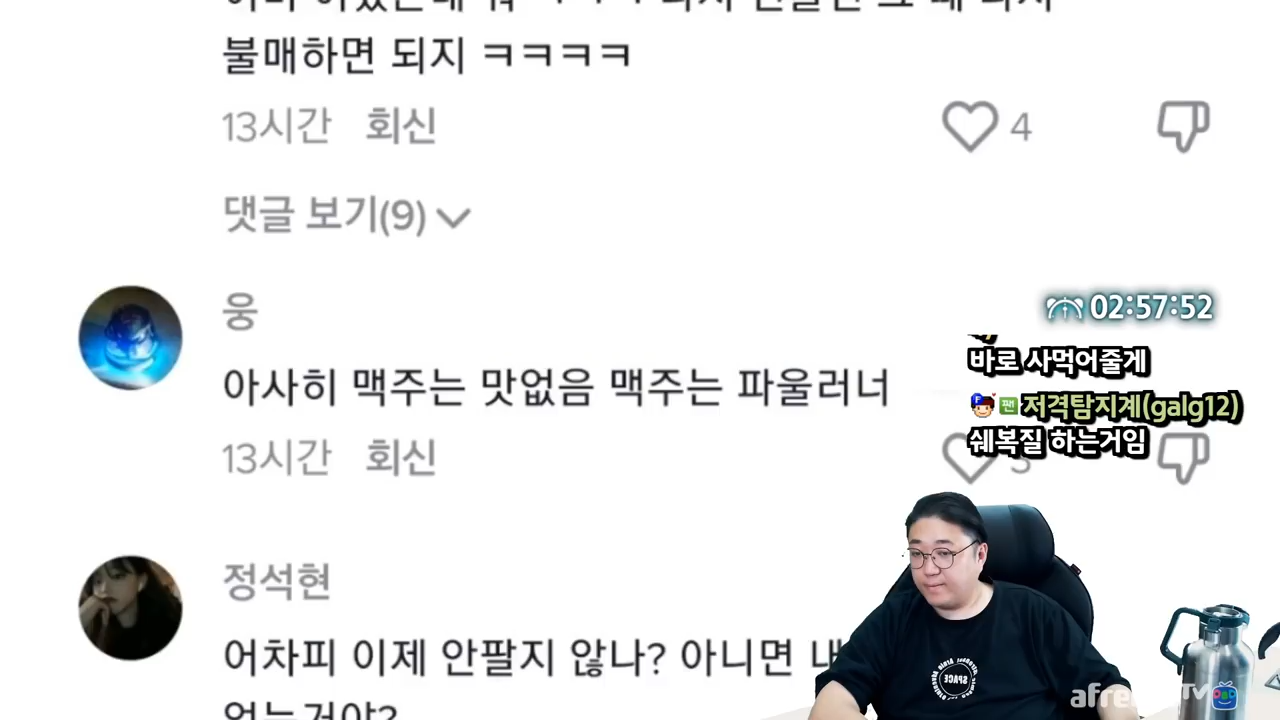 불매하면 되지 ㅋㅋㅋㅋ
13시간 회신
4
댓글 보기(9)
웅
아사히 맥주는 맛없음 맥주는 파울러너
13시간 회신
02:57:52
바로 사먹어줄게
저격탐지계(galg12)
쉐복질 하는거임
정석현
어차피 이제 안팔지 않나? 아니면 내
SPACE